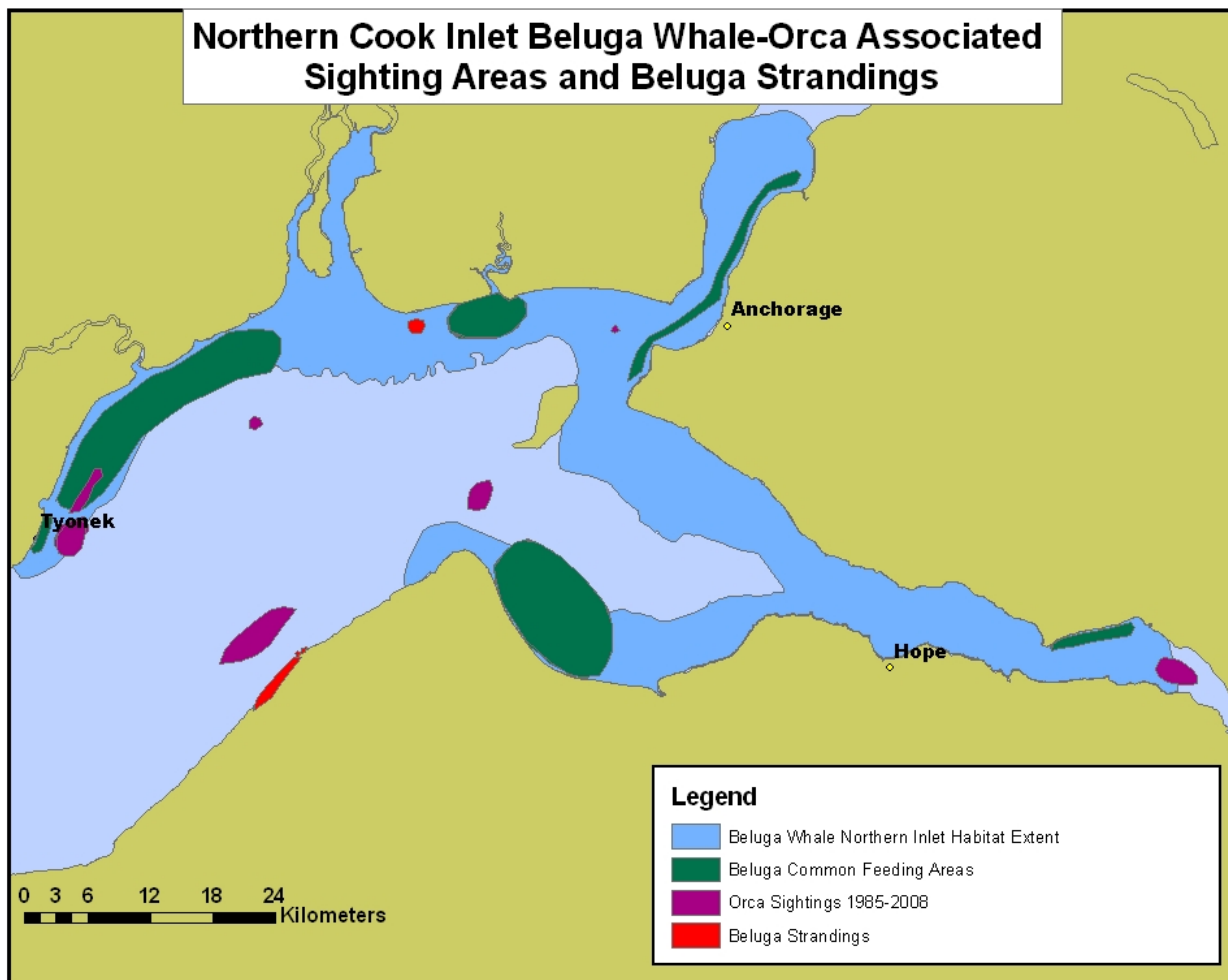 Northern Cook Inlet Beluga Whale-Orca Associated
Sighting Areas and Beluga Strandings
Anchorage
Tyonek
Hope
Legend
Beluga Whale Northern Inlet Habitat Extent
Beluga Common Feeding Areas
Orca Sightings 1985-2008
Beluga Strandings
0 3 6 12 18 24
Kilometers